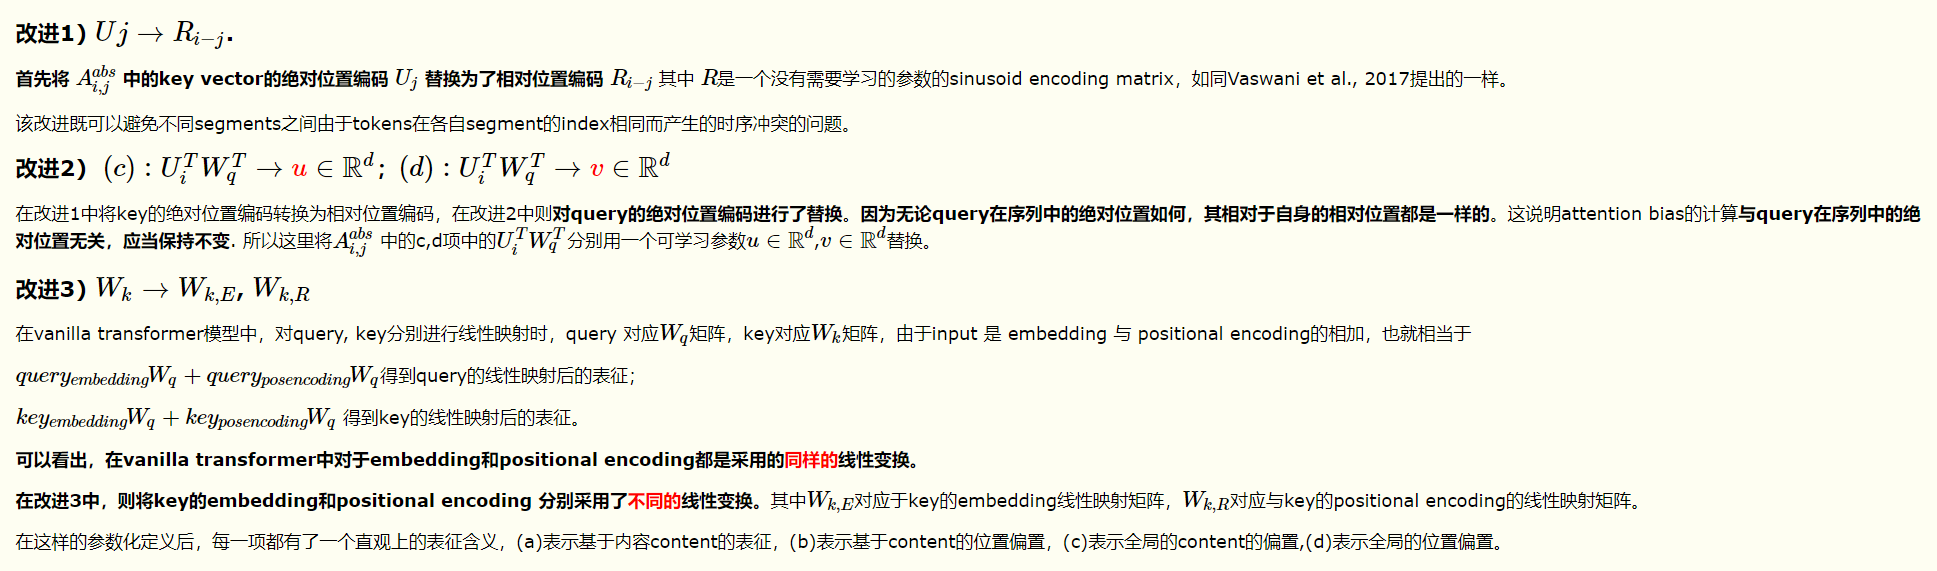 改进1) $Uj \rightarrow R_{i-j}$.
首先将 $A_{i,j}^{abs}$ 中的key vector的绝对位置编码 $U_j$ 替换为了相对位置编码 $R_{i-j}$ 其中 $R$是一个没有需要学习的参数的sinusoid encoding matrix，如同Vaswani et al., 2017提出的一样。
该改进既可以避免不同segments之间由于tokens在各自segment的index相同而产生的时序冲突的问题。
改进2）$(c): U_i^T W_q^T \rightarrow u \in \mathbb{R}^d$；$(d): U_i^T W_q^T \rightarrow v \in \mathbb{R}^d$
在改进1中将key的绝对位置编码转换为相对位置编码，在改进2中则对query的绝对位置编码进行了替换。因为无论query在序列中的绝对位置如何，其相对于自身的相对位置都是一样的。这说明attention bias的计算与query在序列中的绝
对位置无关，应当保持不变. 所以这里将$A_{i,j}^{abs}$ 中的c,d项中的$U_i^T W_q^T$分别用一个可学习参数$u \in \mathbb{R}^d$,$v \in \mathbb{R}^d$替换。
改进3) $W_k \rightarrow W_{k,E}$, $W_{k,R}$
在vanilla transformer模型中，对query, key分别进行线性映射时，query 对应$W_q$矩阵，key对应$W_k$矩阵，由于input 是 embedding 与 positional encoding的相加，也就相当于
$query_{embedding}W_q + query_{posencoding}W_q$得到query的线性映射后的表征；
$key_{embedding}W_q + key_{posencoding}W_q$ 得到key的线性映射后的表征。
可以看出，在vanilla transformer中对于embedding和positional encoding都是采用的同样的线性变换。
在改进3中，则将key的embedding和positional encoding 分别采用了不同的线性变换。其中$W_{k,E}$对应于key的embedding线性映射矩阵，$W_{k,R}$对应与key的positional encoding的线性映射矩阵。
在这样的参数化定义后，每一项都有了一个直观上的表征含义，(a)表示基于内容content的表征，(b)表示基于content的位置偏置，(c)表示全局的content的偏置,(d)表示全局的位置偏置。